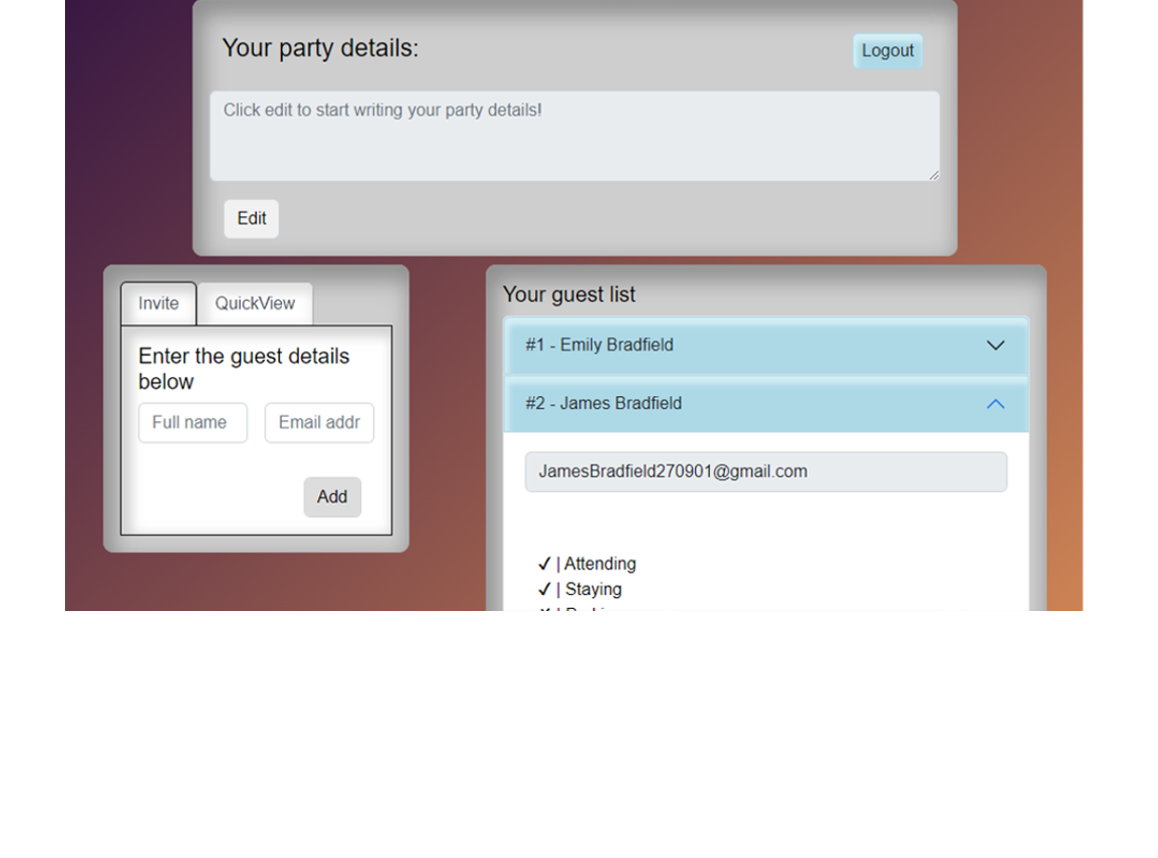 Your party details:
Logout
Click edit to start writing your party details!
Edit
Invite
QuickView
Enter the guest details
below
Full name
Email addr
Add
Your guest list
#1 - Emily Bradfield
#2 - James Bradfield
JamesBradfield270901@gmail.com
✓ | Attending
✓ | Staying